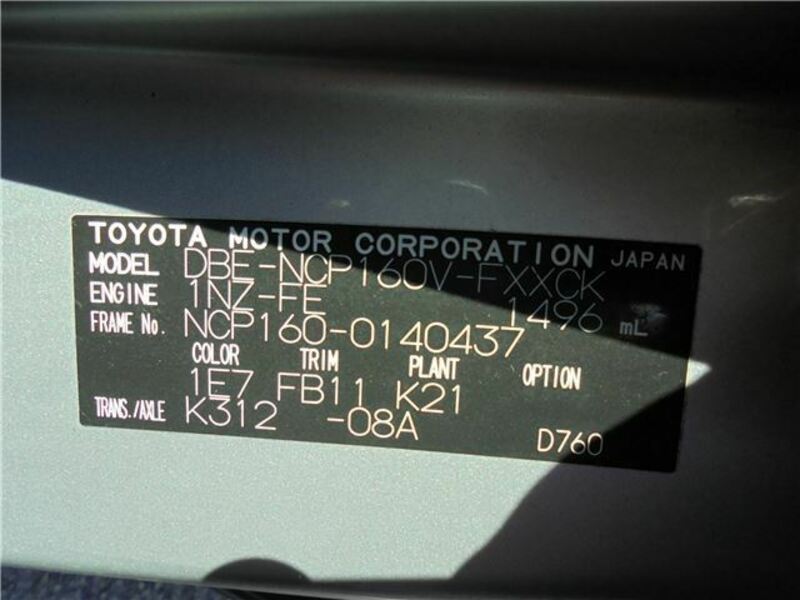 TOYOTA MOTOR CORPORATION JAPAN
MODEL DBE-NCP160V-FXXCK
ENGINE 1NZ-FE 1496 mL
FRAME No. NCP160-0140437
COLOR TRIM PLANT OPTION
1E7 FB11 K21
TRANS./AXLE K312 -08A D760